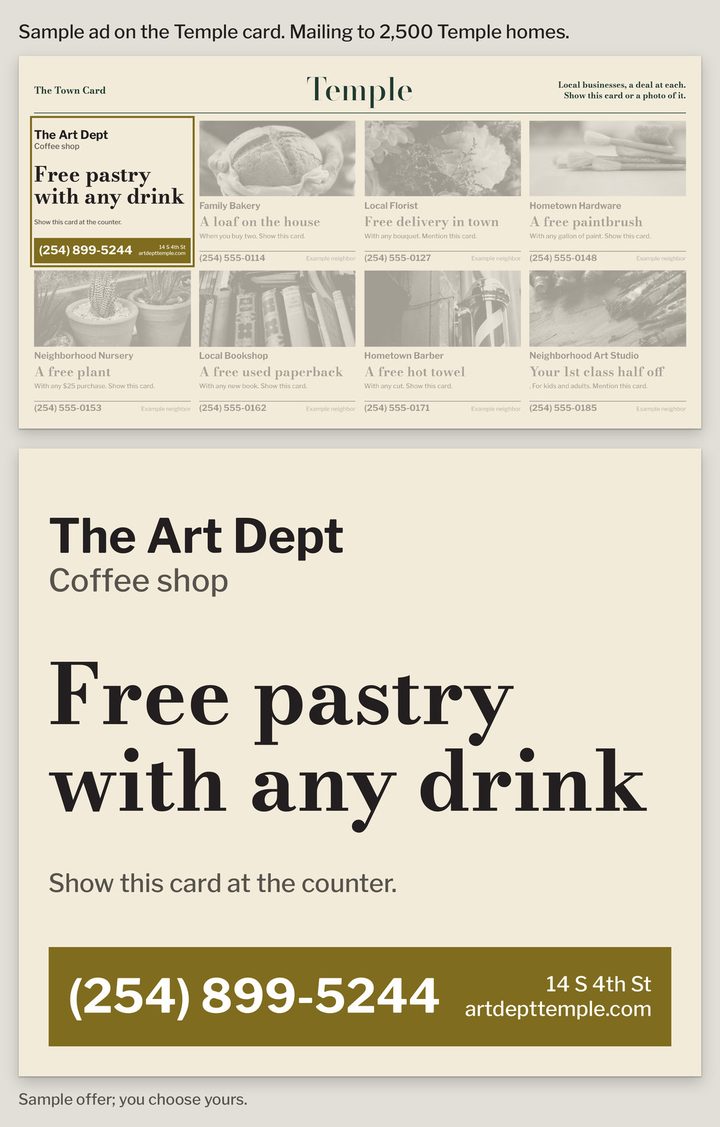 Sample ad on the Temple card. Mailing to 2,500 Temple homes.
The Town Card
Temple
Local businesses, a deal at each.
Show this card or a photo of it.
The Art Dept
Coffee shop
Free pastry
with any drink
Show this card at the counter.
(254) 899-5244
14 S 4th St
artdepttemple.com
Family Bakery
A loaf on the house
When you buy two. Show this card.
(254) 555-0114
Example neighbor
Local Florist
Free delivery in town
With any bouquet. Mention this card.
(254) 555-0127
Example neighbor
Hometown Hardware
A free paintbrush
With any gallon of paint. Show this card.
(254) 555-0148
Example neighbor
Neighborhood Nursery
A free plant
With any $25 purchase. Show this card.
(254) 555-0153
Example neighbor
Local Bookshop
A free used paperback
With any new book. Show this card.
(254) 555-0162
Example neighbor
Hometown Barber
A free hot towel
With any cut. Show this card.
(254) 555-0171
Example neighbor
Neighborhood Art Studio
Your 1st class half off
For kids and adults. Mention this card.
(254) 555-0185
Example neighbor
The Art Dept
Coffee shop
Free pastry
with any drink
Show this card at the counter.
(254) 899-5244
14 S 4th St
artdepttemple.com
Sample offer; you choose yours.